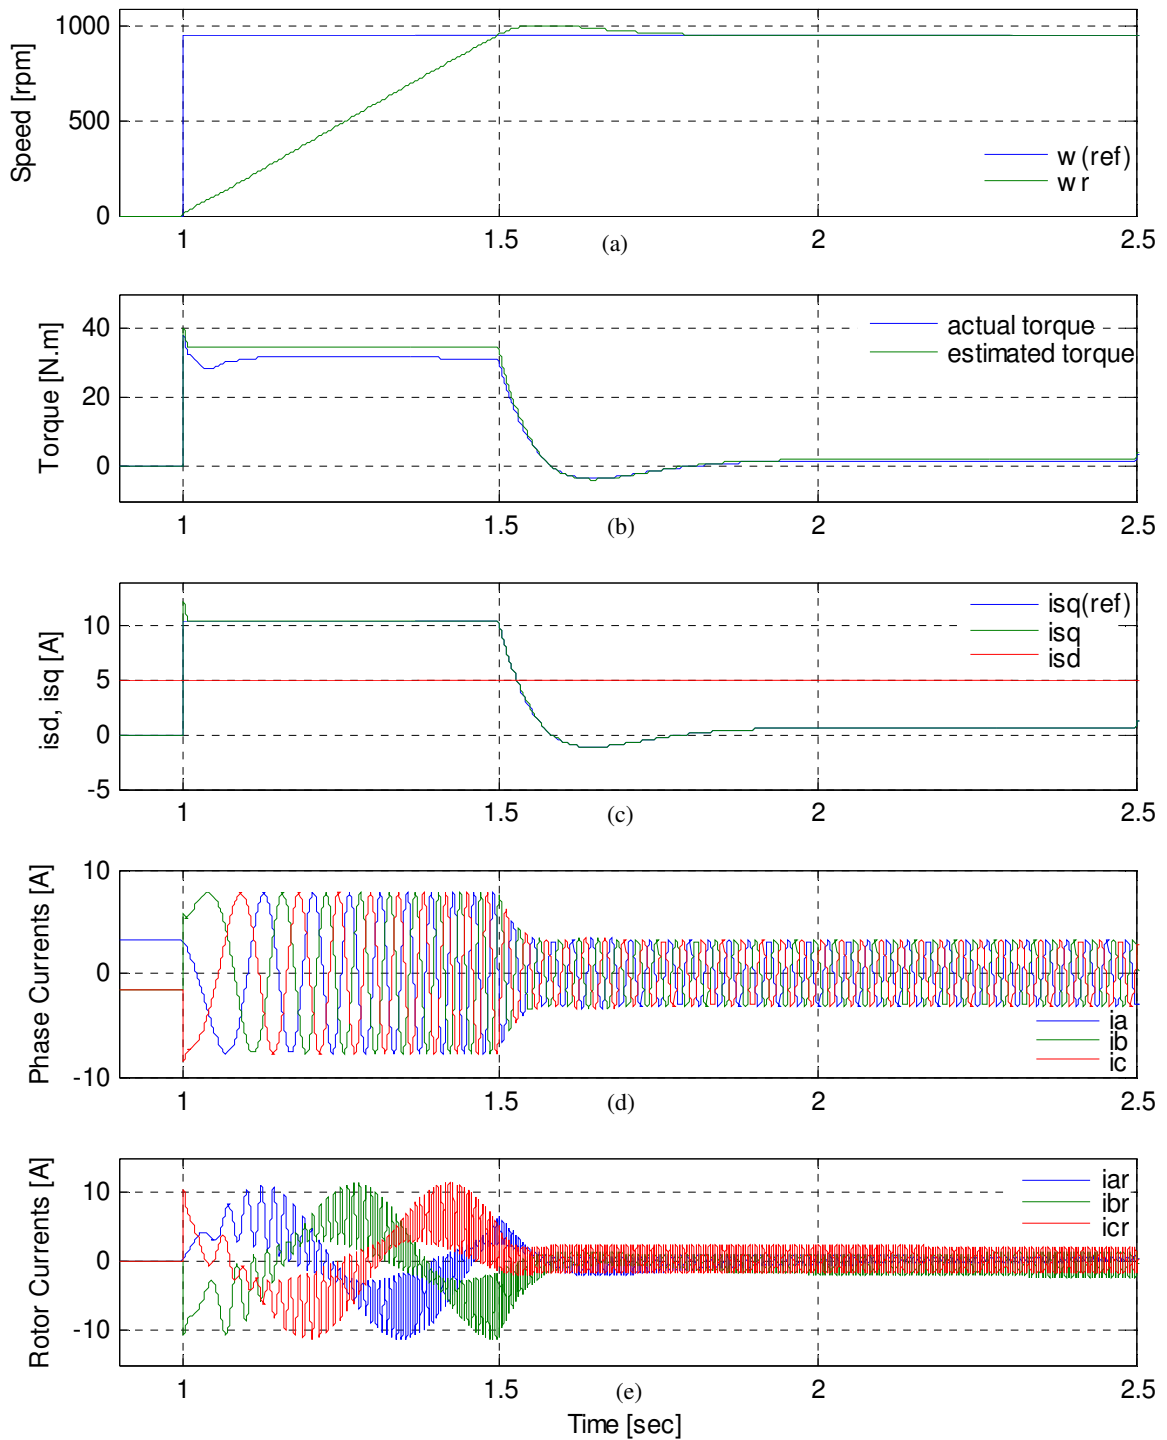 1000
500
0
Speed [rpm]
w (ref)
w r
1
1.5
2
2.5
(a)
40
20
0
Torque [N.m]
actual torque
estimated torque
1
1.5
2
2.5
(b)
10
5
0
-5
isd, isq [A]
isq(ref)
isq
isd
1
1.5
2
2.5
(c)
10
0
-10
Phase Currents [A]
ia
ib
ic
1
1.5
2
2.5
(d)
10
0
-10
Rotor Currents [A]
iar
ibr
icr
1
1.5
2
2.5
(e)
Time [sec]